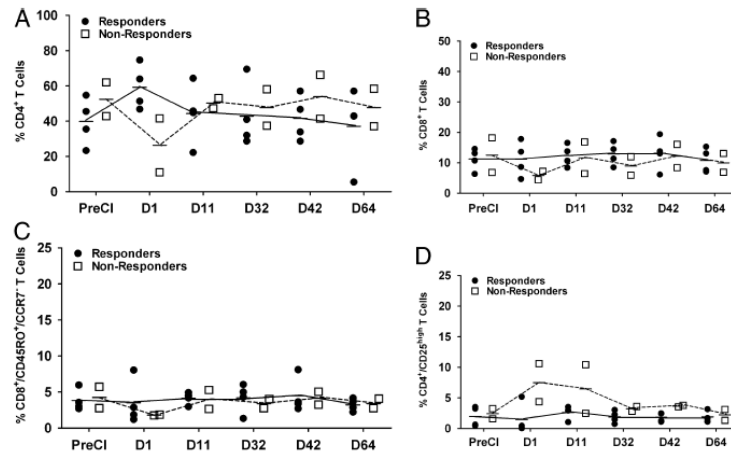 A
Responders
Non-Responders
% CD4+ T Cells
100
80
60
40
20
0
PreCI D1 D11 D32 D42 D64
B
Responders
Non-Responders
% CD8+ T Cells
50
40
30
20
10
0
PreCI D1 D11 D32 D42 D64
C
Responders
Non-Responders
% CD8+/CD45RO+/CCR7- T Cells
25
20
15
10
5
0
PreCI D1 D11 D32 D42 D64
D
Responders
Non-Responders
% CD4+/CD25high T Cells
25
20
15
10
5
0
PreCI D1 D11 D32 D42 D64